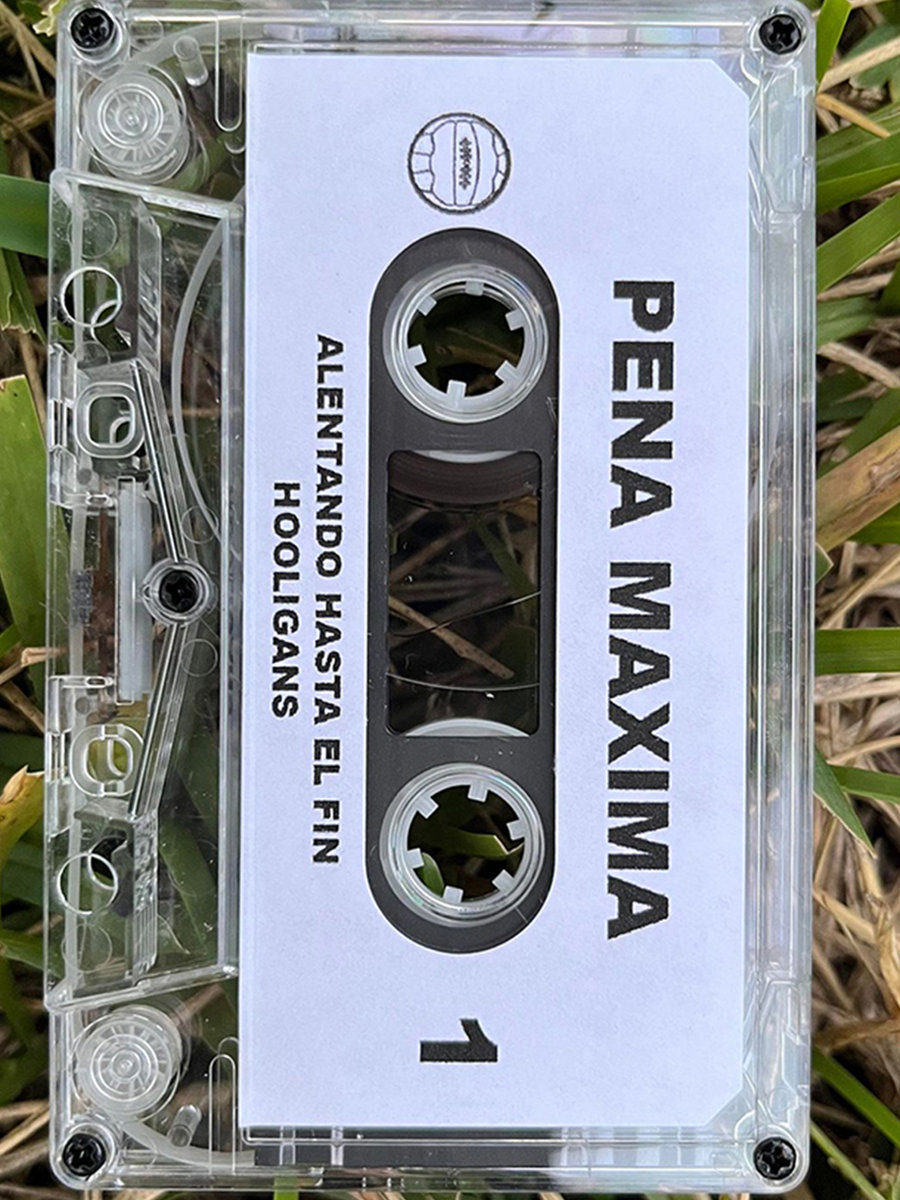 PENA MAXIMA
ALENTANDO HASTA EL FIN
HOOLIGANS
1